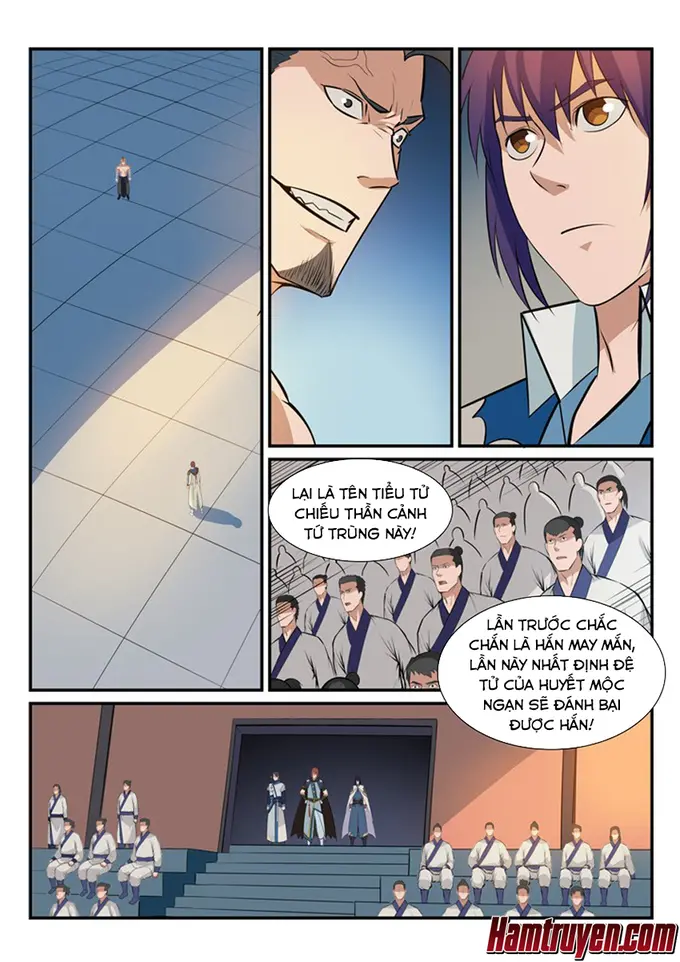 LẠI LÀ TÊN TIỂU TỬ
CHIẾU THẦN CẢNH
TỨ TRÙNG NÀY!
LẦN TRƯỚC CHẮC
CHẮN LÀ HẮN MAY MẮN,
LẦN NÀY NHẤT ĐỊNH ĐỆ
TỬ CỦA HUYẾT MỘC
NGẠN SẼ ĐÁNH BẠI
ĐƯỢC HẮN!
Hamtruyen.com